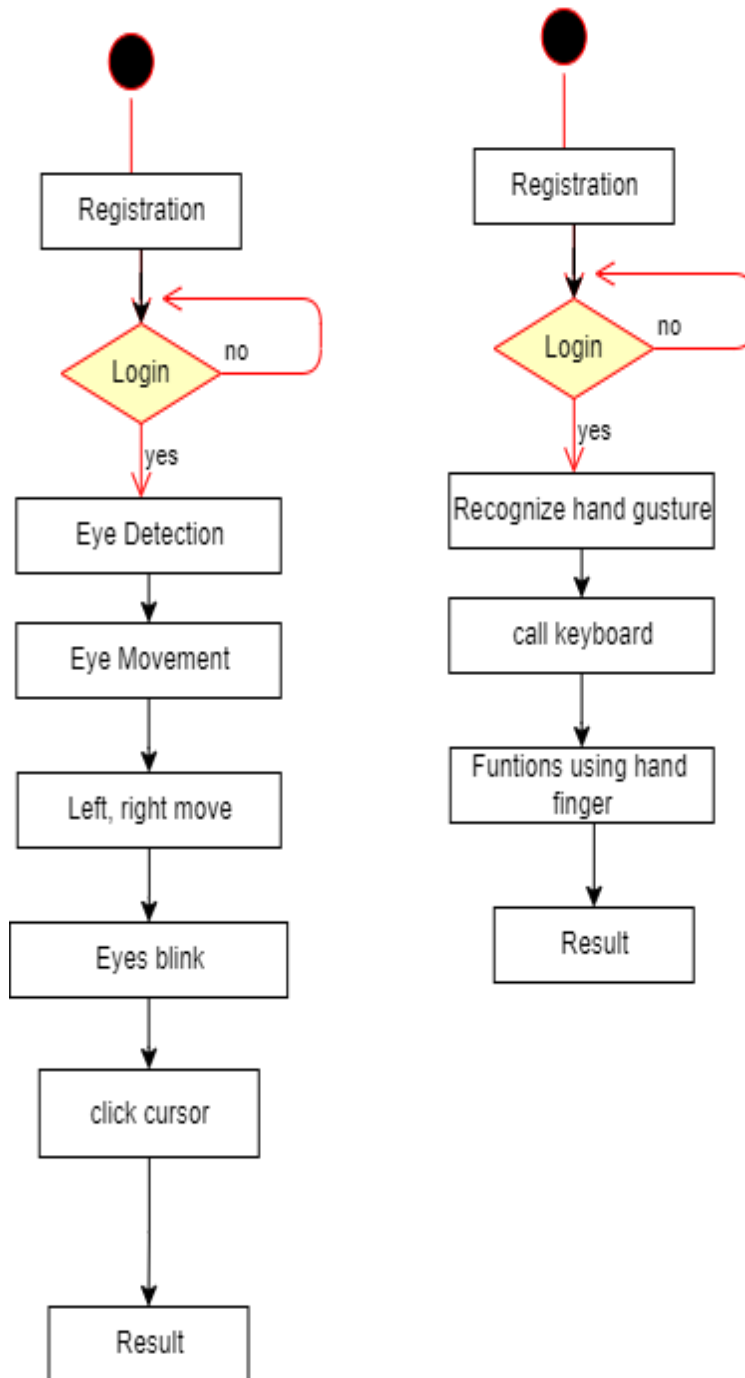 Registration
Login
no
yes
Eye Detection
Eye Movement
Left, right move
Eyes blink
click cursor
Result
Registration
Login
no
yes
Recognize hand gusture
call keyboard
Funtions using hand
finger
Result